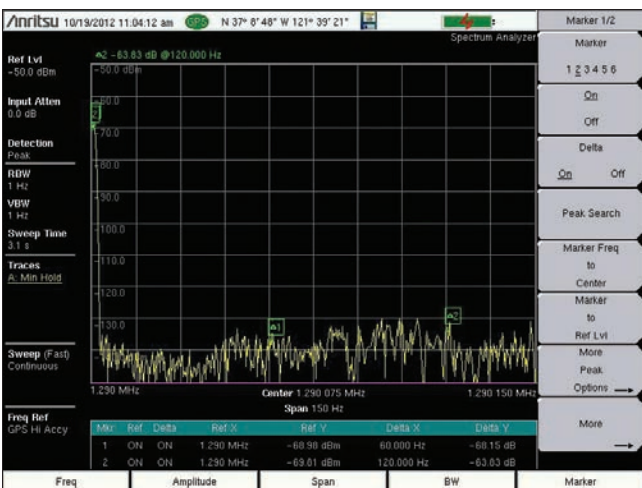 Anritsu 10/19/2012 11:04:12 am GPS N 37° 8' 48" W 121° 39' 21"
Spectrum Analyzer
Ref Lvl
-50.0 dBm
Input Atten
0.0 dB
Detection
Peak
RBW
1 Hz
VBW
1 Hz
Sweep Time
3.1 s
Traces
A: Min Hold
Sweep (Fast)
Continuous
Freq Ref
GPS Hi Accy
2 -63.83 dB @120.000 Hz
-50.0 dBm
-60.0
-70.0
-80.0
-90.0
-100.0
-110.0
-120.0
-130.0
2
1
2
1.290 MHz
Center 1.290 075 MHz
1.290 150 MHz
Span 150 Hz
Mkr Ref Delta Ref X Ref Y Delta X Delta Y
1 ON ON 1.290 MHz -68.98 dBm 60.000 Hz -68.15 dB
2 ON ON 1.290 MHz -69.01 dBm 120.000 Hz -63.03 dB
Marker 1/2
Marker
1 2 3 4 5 6
On
Off
Delta
On Off
Peak Search
Marker Freq
to
Center
Marker
to
Ref Lvl
More
Peak
Options
More
Freq
Amplitude
Span
BW
Marker